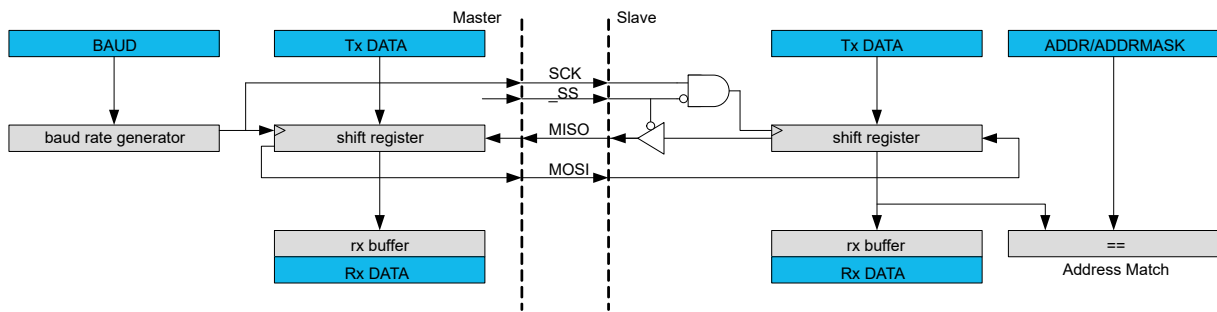 Master
Slave
BAUD
Tx DATA
Tx DATA
ADDR/ADDRMASK
SCK
_SS
baud rate generator
shift register
MISO
shift register
MOSI
rx buffer
rx buffer
==
Rx DATA
Rx DATA
Address Match